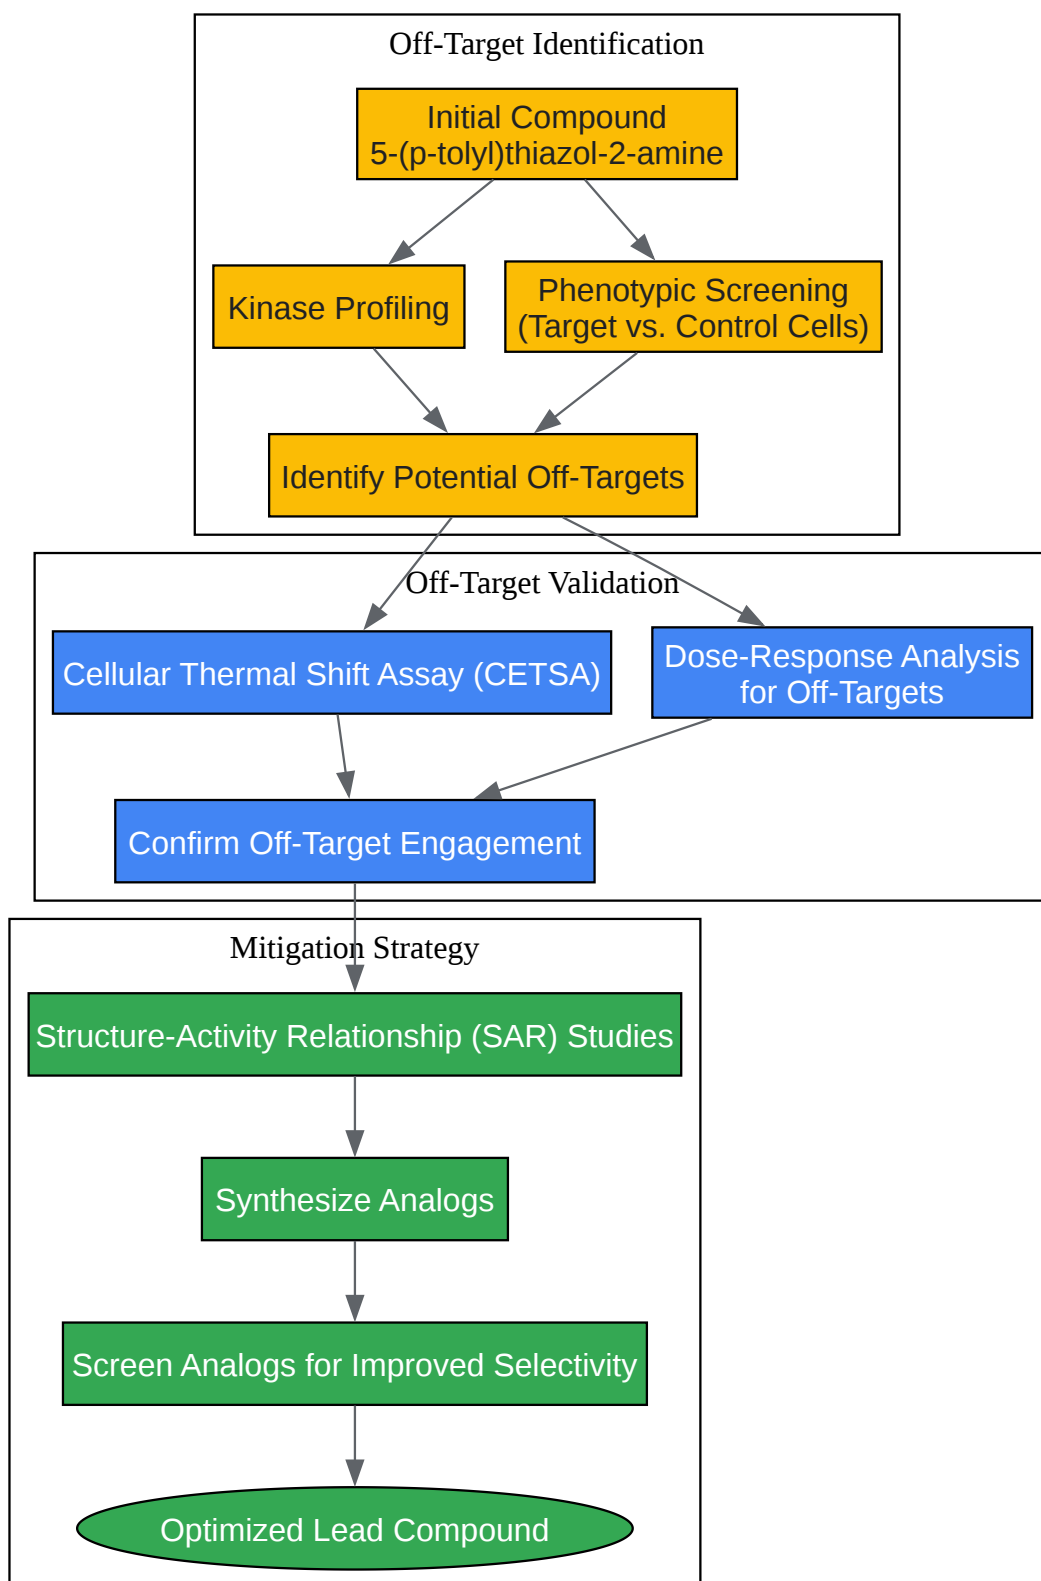 Off-Target Identification
Initial Compound
5-(p-tolyl)thiazol-2-amine
Kinase Profiling
Phenotypic Screening
(Target vs. Control Cells)
Identify Potential Off-Targets
Off-Target Validation
Cellular Thermal Shift Assay (CETSA)
Dose-Response Analysis
for Off-Targets
Confirm Off-Target Engagement
Mitigation Strategy
Structure-Activity Relationship (SAR) Studies
Synthesize Analogs
Screen Analogs for Improved Selectivity
Optimized Lead Compound